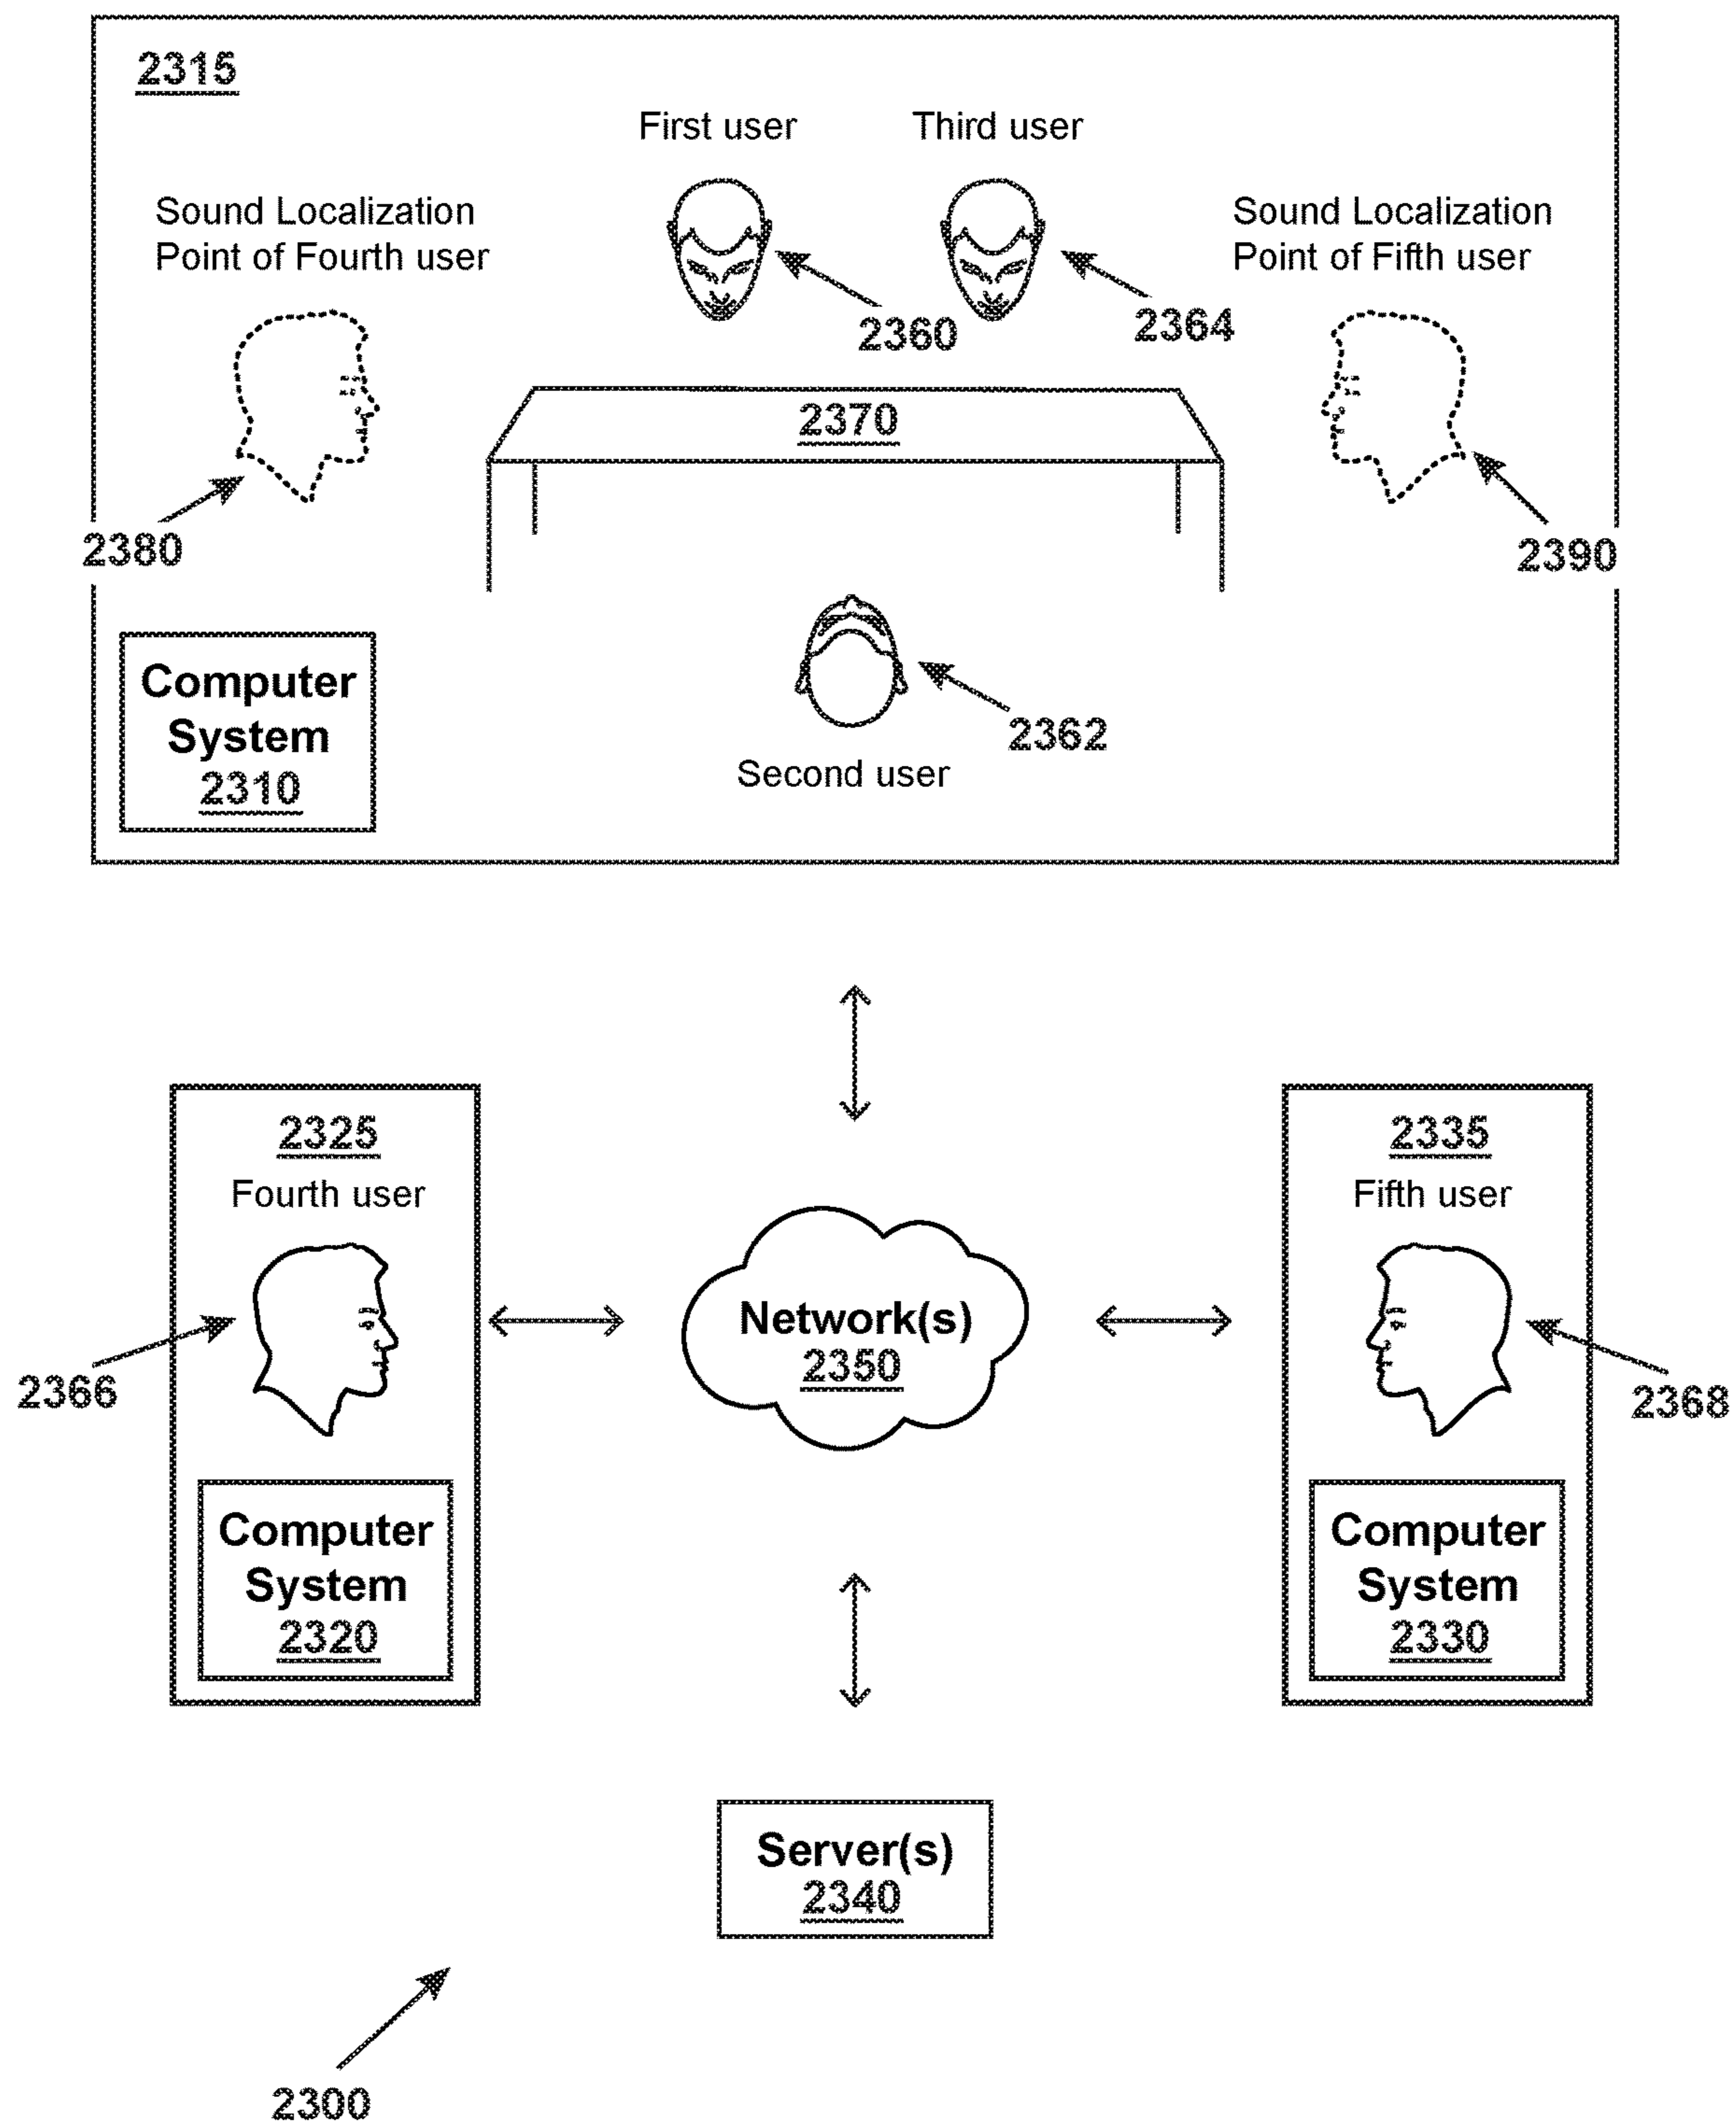 2315
First user
Third user
Sound Localization
Point of Fourth user
Sound Localization
Point of Fifth user
2360
2364
2370
2380
2390
Computer
System
2310
2362
Second user
2325
Fourth user
2366
Computer
System
2320
Network(s)
2350
2335
Fifth user
2368
Computer
System
2330
Server(s)
2340
2300